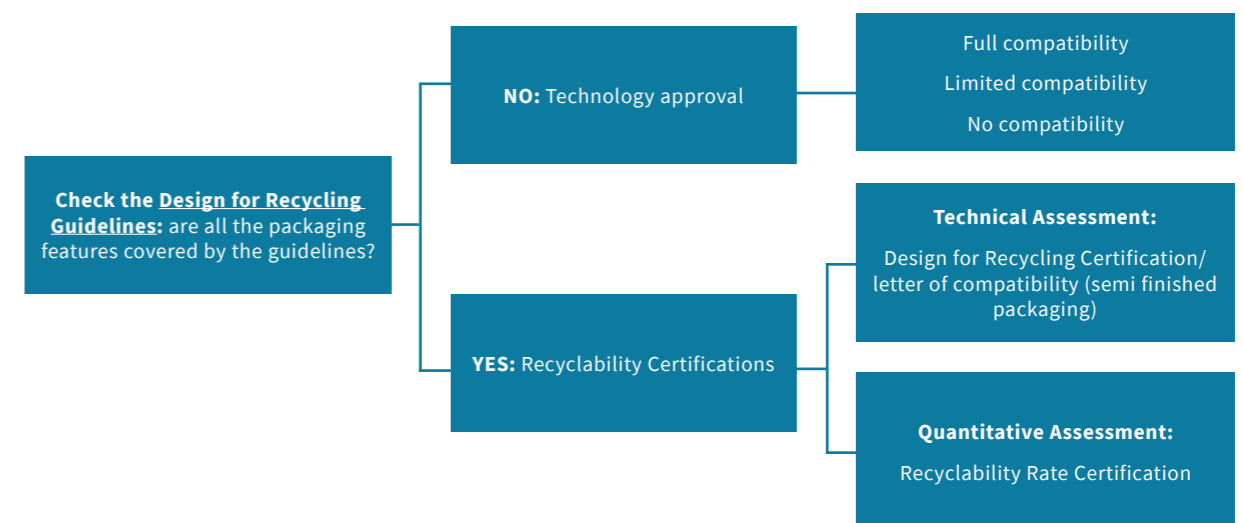 Check the Design for Recycling
Guidelines: are all the packaging
features covered by the guidelines?
NO: Technology approval
Full compatibility
Limited compatibility
No compatibility
YES: Recyclability Certifications
Technical Assessment:
Design for Recycling Certification/
letter of compatibility (semi finished
packaging)
Quantitative Assessment:
Recyclability Rate Certification